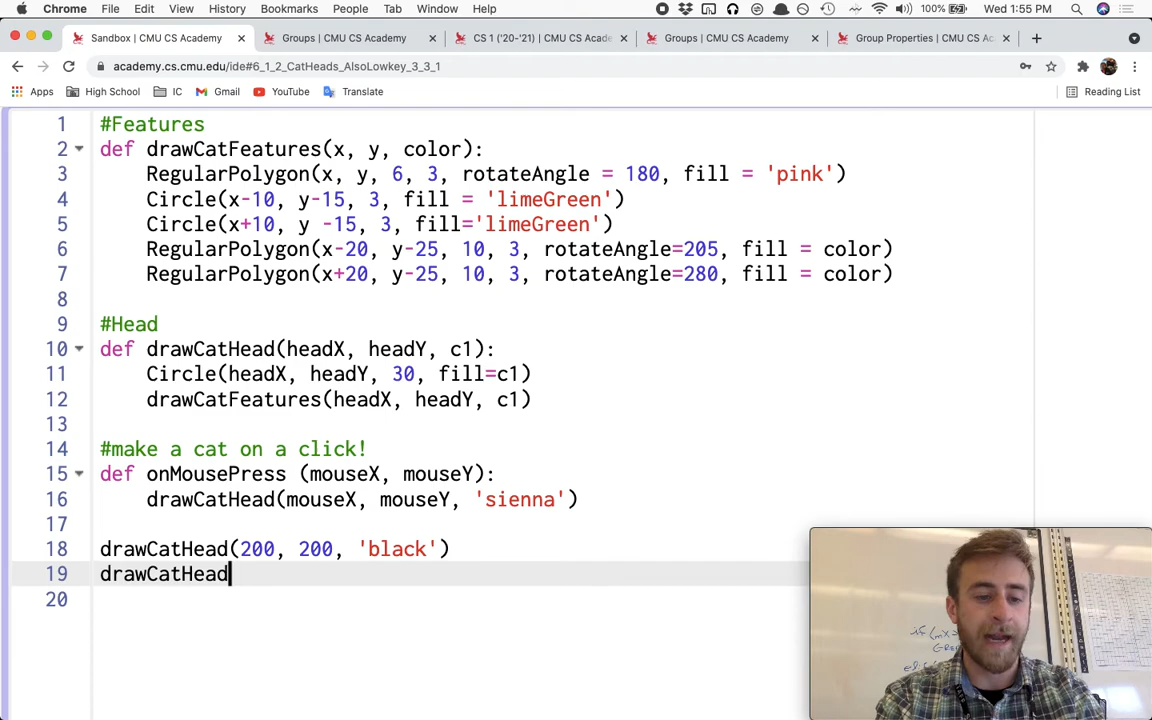 Chrome File Edit View History Bookmarks People Tab Window Help 100% Wed 1:55 PM
Sandbox | CMU CS Academy Groups | CMU CS Academy CS 1 ('20-'21) | CMU CS Acade Groups | CMU CS Academy Group Properties | CMU CS Ac
academy.cs.cmu.edu/ide#6_1_2_CatHeads_AlsoLowkey_3_3_1
Apps High School IC Gmail YouTube Translate Reading List
1 #Features
2 def drawCatFeatures(x, y, color):
3 RegularPolygon(x, y, 6, 3, rotateAngle = 180, fill = 'pink')
4 Circle(x-10, y-15, 3, fill = 'limeGreen')
5 Circle(x+10, y -15, 3, fill='limeGreen')
6 RegularPolygon(x-20, y-25, 10, 3, rotateAngle=205, fill = color)
7 RegularPolygon(x+20, y-25, 10, 3, rotateAngle=280, fill = color)
8
9 #Head
10 def drawCatHead(headX, headY, c1):
11 Circle(headX, headY, 30, fill=c1)
12 drawCatFeatures(headX, headY, c1)
13
14 #make a cat on a click!
15 def onMousePress (mouseX, mouseY):
16 drawCatHead(mouseX, mouseY, 'sienna')
17
18 drawCatHead(200, 200, 'black')
19 drawCatHead
20